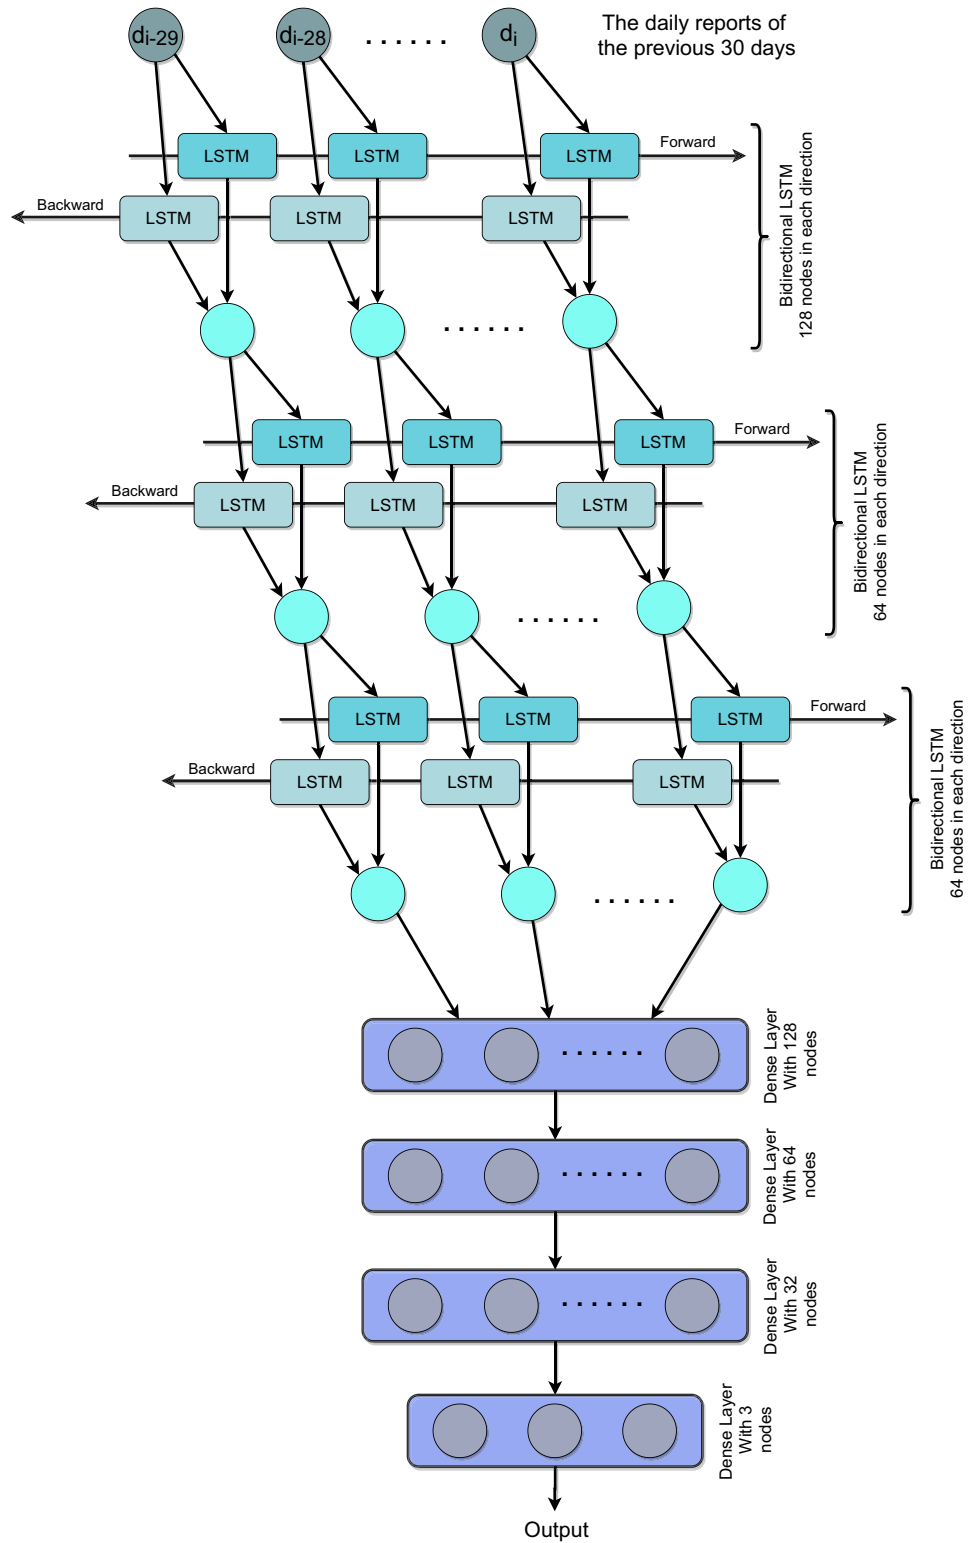 The daily reports of
the previous 30 days
di-29
di-28
......
di
LSTM
LSTM
LSTM
Forward
Backward
LSTM
LSTM
LSTM
Bidirectional LSTM
128 nodes in each direction
......
LSTM
LSTM
LSTM
Forward
Backward
LSTM
LSTM
LSTM
Bidirectional LSTM
64 nodes in each direction
......
LSTM
LSTM
LSTM
Forward
Backward
LSTM
LSTM
LSTM
Bidirectional LSTM
64 nodes in each direction
......
......
Dense Layer
With 128
nodes
......
Dense Layer
With 64
nodes
......
Dense Layer
With 32
nodes
Dense Layer
With 3
nodes
Output